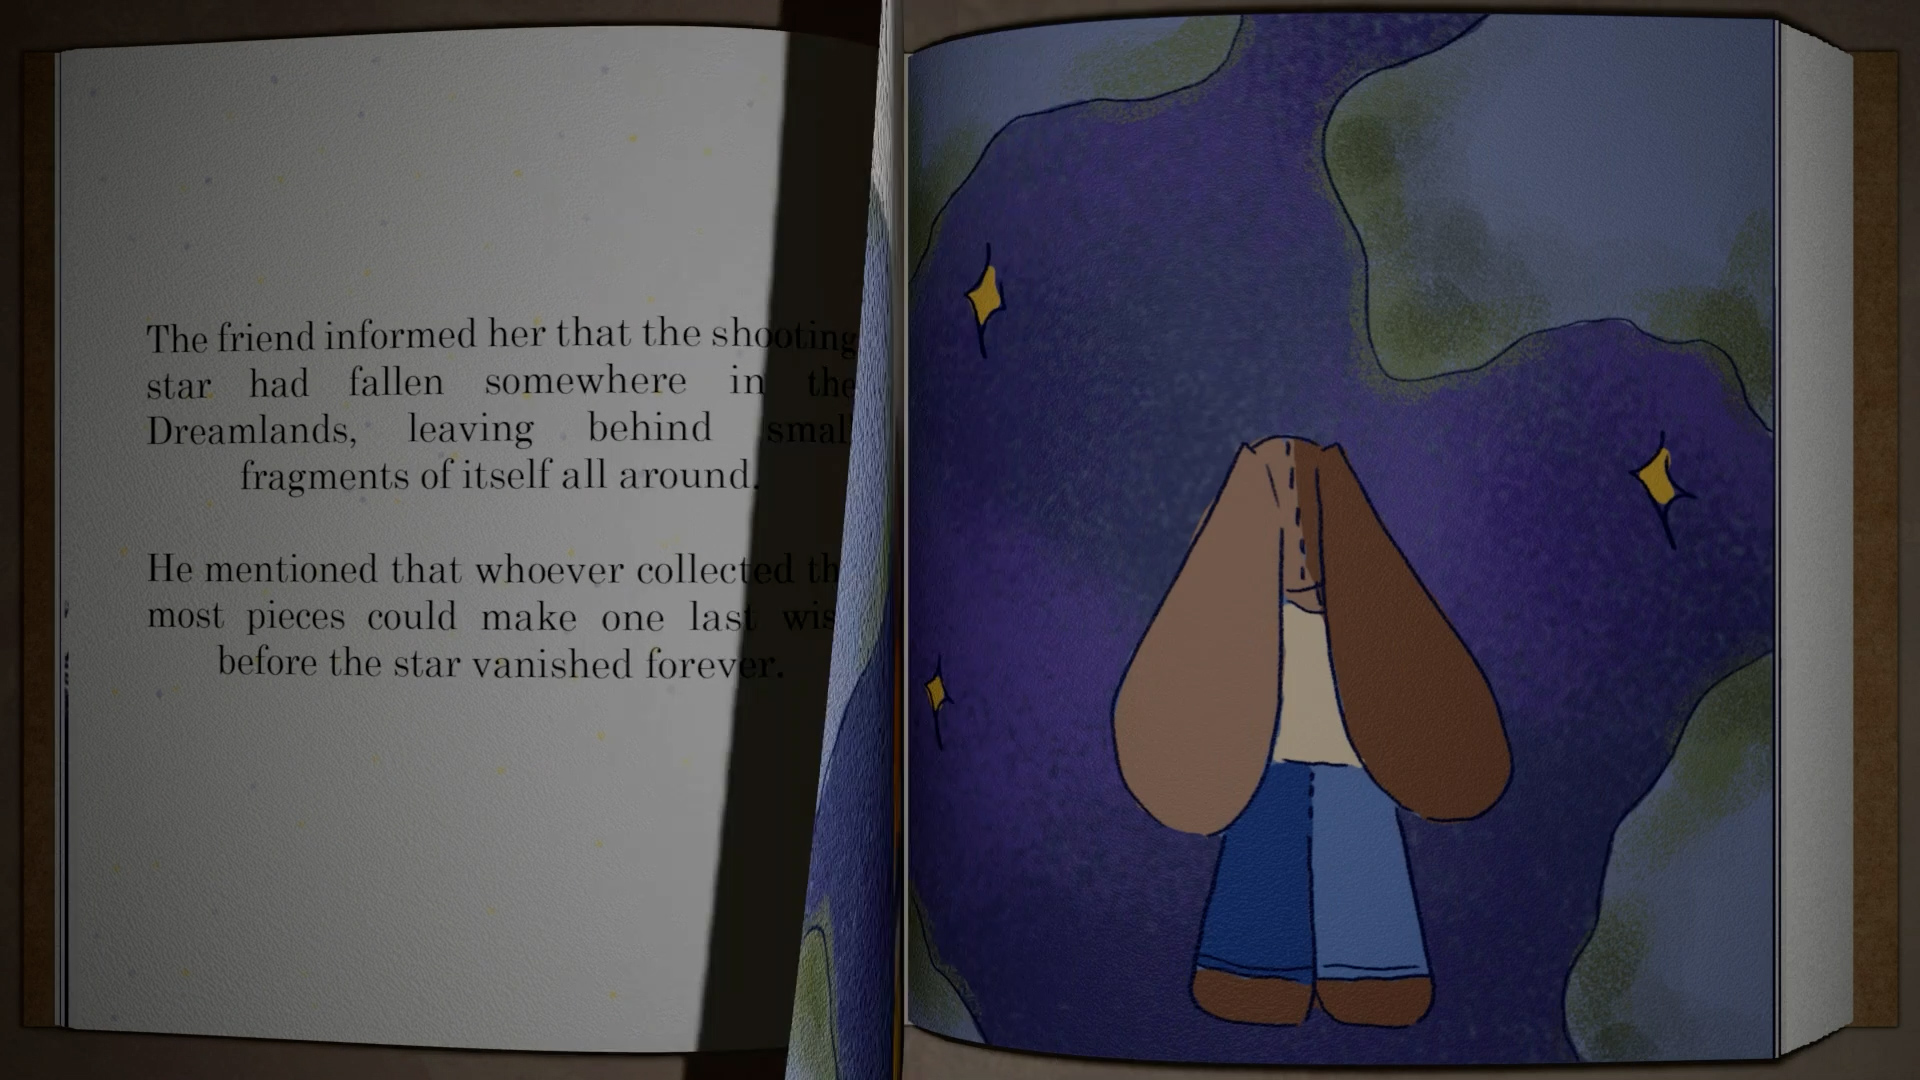 The friend informed her that the shooting
star had fallen somewhere in the
Dreamlands, leaving behind small
fragments of itself all around.
He mentioned that whoever collected th
most pieces could make one last wis
before the star vanished forever.